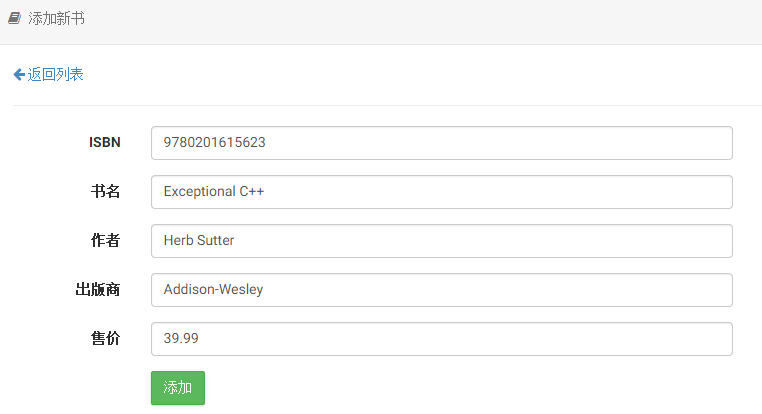 添加新书
返回列表
ISBN 9780201615623
书名 Exceptional C++
作者 Herb Sutter
出版商 Addison-Wesley
售价 39.99
添加